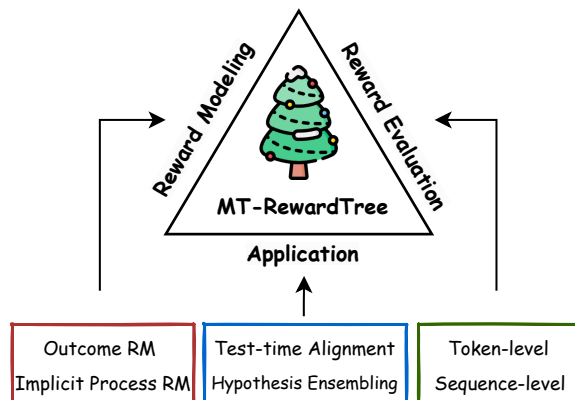 Reward Modeling
Reward Evaluation
MT-RewardTree
Application
Outcome RM
Implicit Process RM
Test-time Alignment
Hypothesis Ensembling
Token-level
Sequence-level